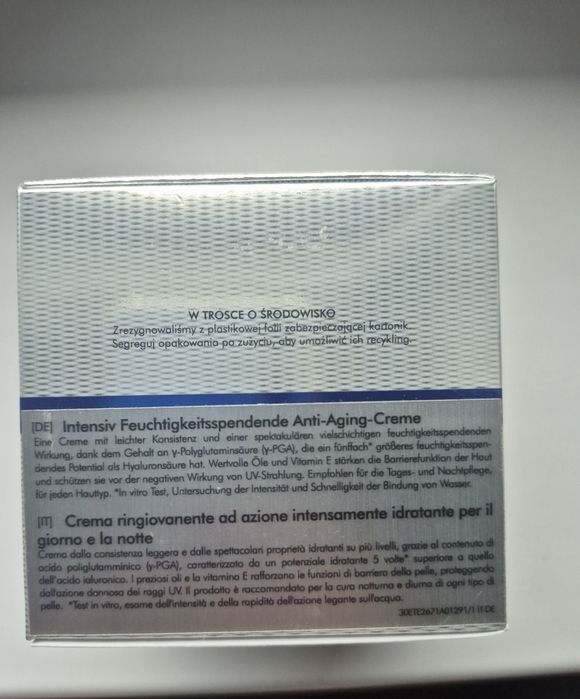 W TROSCE O ŚRODOWISKO
Zrezygnowaliśmy z plastikowej folii zabezpieczającej kartonik.
Segreguj opakowania po zużyciu, aby umożliwić ich recykling.
[DE] Intensiv Feuchtigkeitsspendende Anti-Aging-Creme
Eine Creme mit leichter Konsistenz und einer spektakulären vielschichtigen feuchtigkeitsspendenden
Wirkung, dank dem Gehalt an γ-Polyglutaminsäure (γ-PGA), die ein fünffach* größeres feuchtigkeitsspen-
dendes Potential als Hyaluronsäure hat. Wertvolle Öle und Vitamin E stärken die Barrierefunktion der Haut
und schützen sie vor der negativen Wirkung von UV-Strahlung. Empfohlen für die Tages- und Nachtpflege,
für jeden Hauttyp. *In vitro Test, Untersuchung der Intensität und Schnelligkeit der Bindung von Wasser.
[IT] Crema ringiovanente ad azione intensamente idratante per il
giorno e la notte
Crema dalla consistenza leggera e dalle spettacolari proprietà idratanti su più livelli, grazie al contenuto di
acido poliglutamminico (γ-PGA), caratterizzato da un potenziale idratante 5 volte* superiore a quello
dell'acido ialuronico. I preziosi oli e la vitamina E rafforzano le funzioni di barriera della pelle, proteggendo
dall'azione dannosa dei raggi UV. Il prodotto è raccomandato per la cura notturna e diurna di ogni tipo di
pelle. *Test in vitro, esame dell'intensità e della rapidità dell'azione legante sull'acqua.
30ETE2671A01291/1 IT-DE